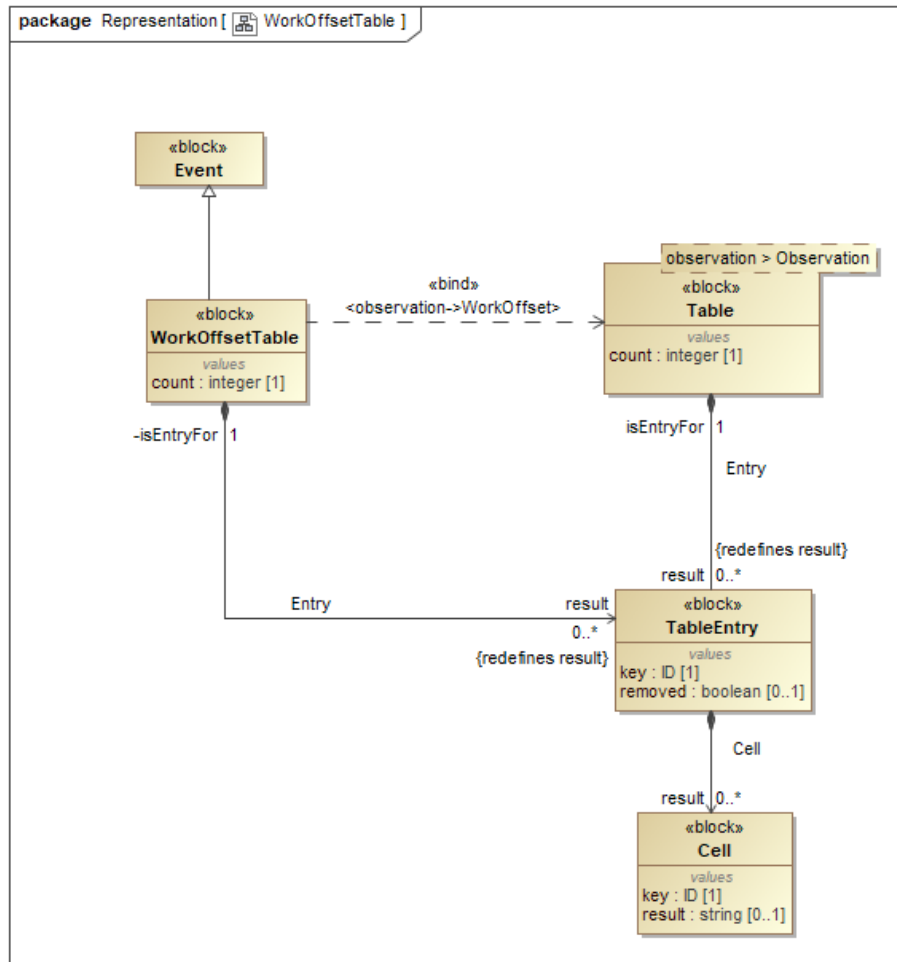 package Representation [ WorkOffsetTable ]
«block»
Event
observation > Observation
«bind»
<observation->WorkOffset>
«block»
WorkOffsetTable
values
count : integer [1]
«block»
Table
values
count : integer [1]
-isEntryFor 1
isEntryFor 1
Entry
{redefines result}
result 0..*
Entry
result
0..*
{redefines result}
«block»
TableEntry
values
key : ID [1]
removed : boolean [0..1]
Cell
result 0..*
«block»
Cell
values
key : ID [1]
result : string [0..1]